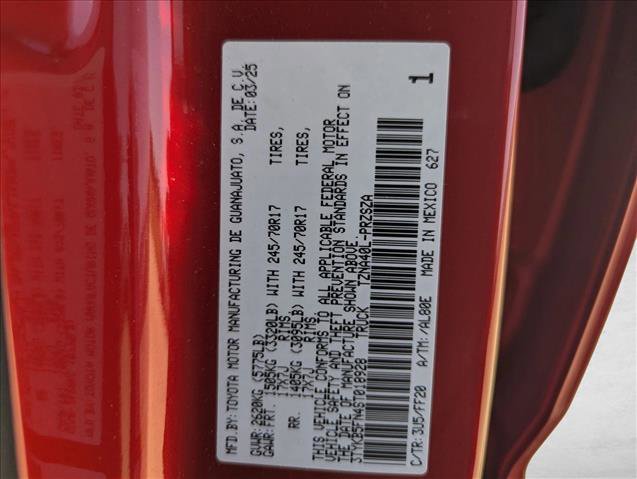 MFD.BY:TOYOTA MOTOR MANUFACTURING DE GUANAJUATO, S.A. DE C.V.
DATE:03/25
GVWR:2620KG (5775LB)
GAWR:FRT. 1505KG (3320LB) WITH 245/70R17 TIRES,
17X7J RIMS
RR. 1405KG (3095LB) WITH 245/70R17 TIRES,
17X7J RIMS.
THIS VEHICLE CONFORMS TO ALL APPLICABLE FEDERAL MOTOR
VEHICLE SAFETY AND THEFT PREVENTION STANDARDS IN EFFECT ON
THE DATE OF MANUFACTURE SHOWN ABOVE.
3TYKB5FN4ST018928 TRUCK TZNA40L-PRZSZA
C/TR:3U5/FF20 A/TM:-/AL80E MADE IN MEXICO 627
1